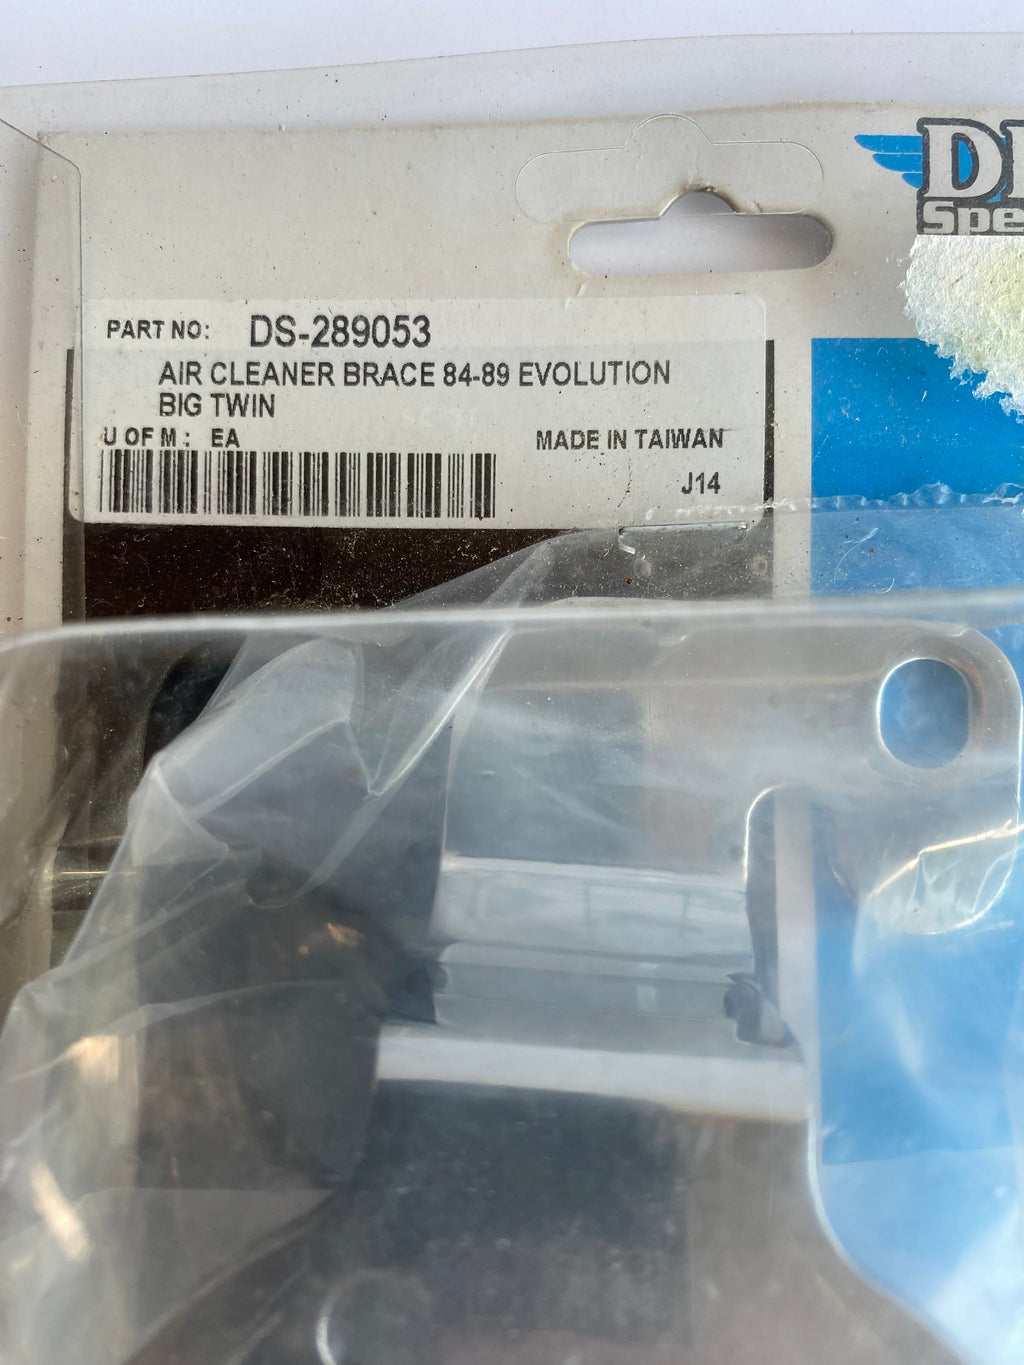 PART NO: DS-289053
AIR CLEANER BRACE 84-89 EVOLUTION
BIG TWIN
U OF M : EA
MADE IN TAIWAN
J14